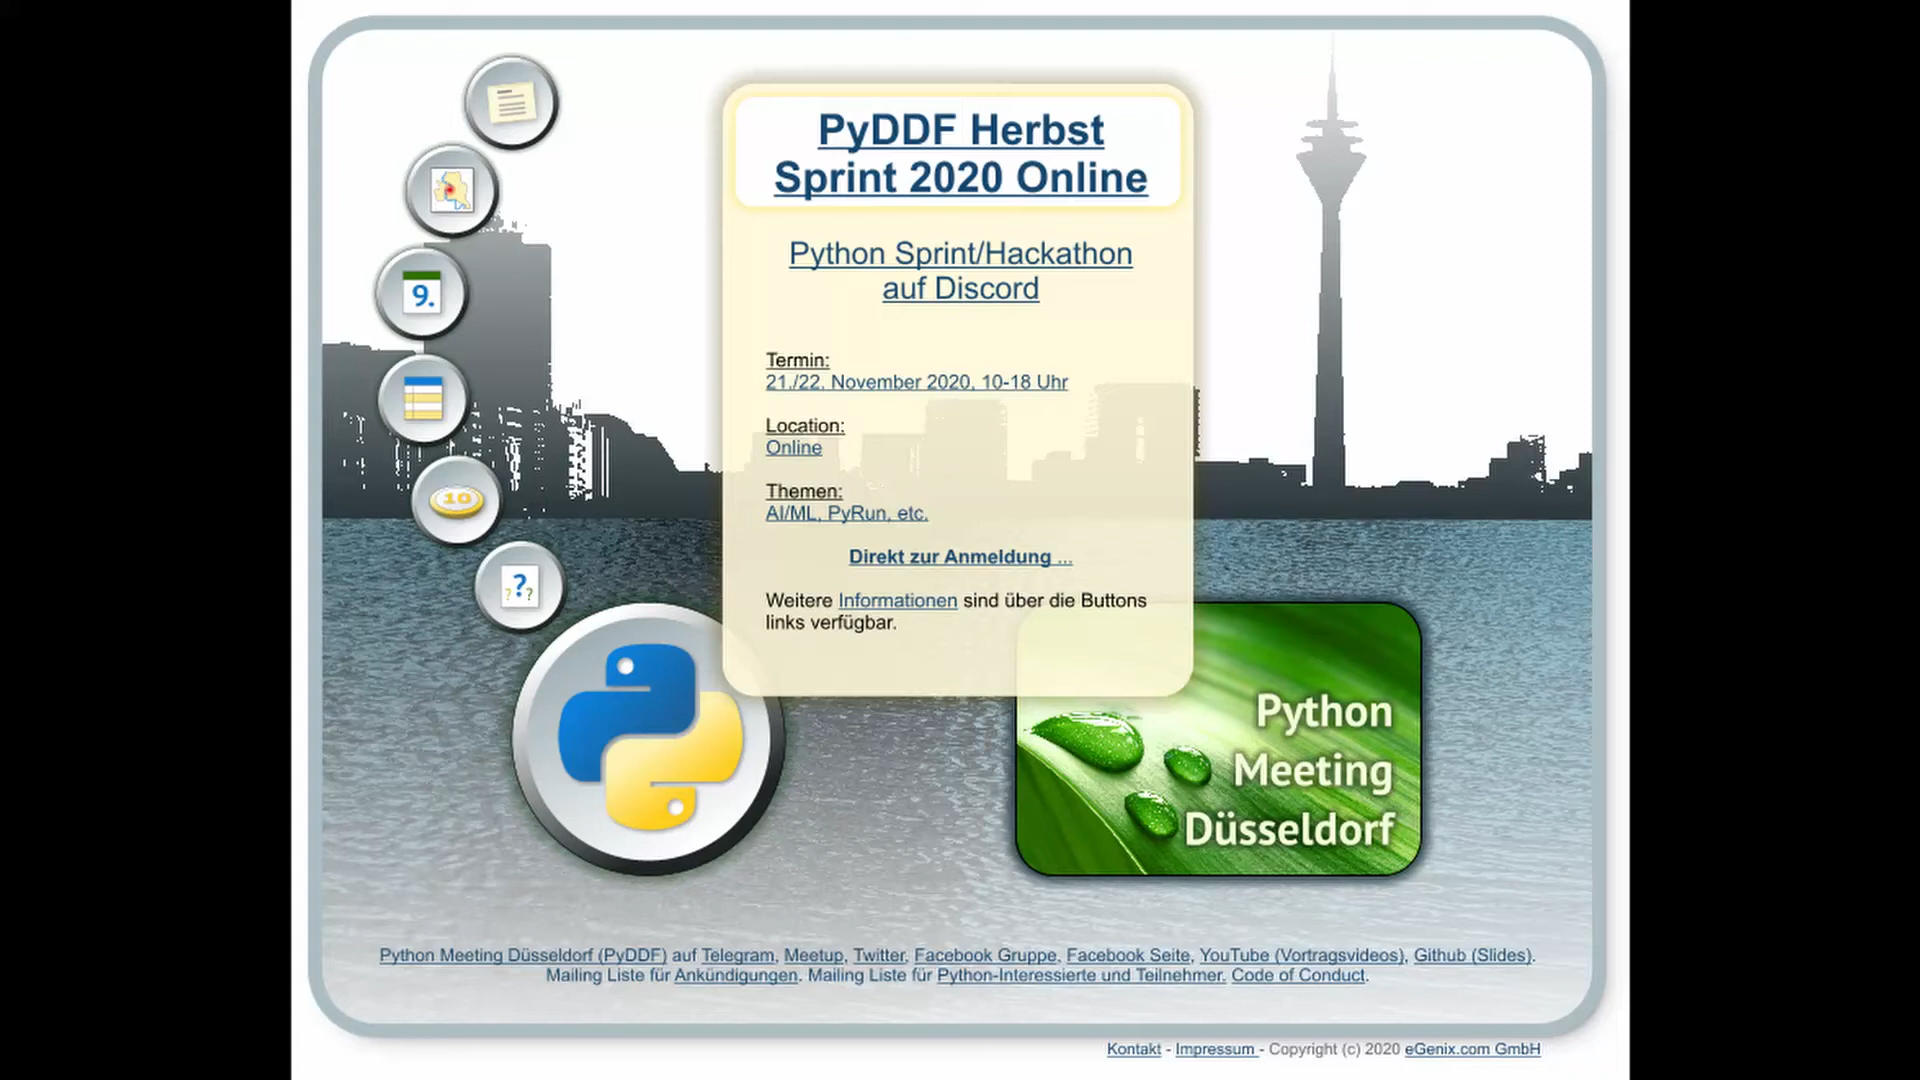 PyDDF Herbst
Sprint 2020 Online
Python Sprint/Hackathon
auf Discord
9.
Termin:
21./22. November 2020, 10-18 Uhr
Location:
Online
Themen:
AI/ML, PyRun, etc.
10
Direkt zur Anmeldung ...
???
Weitere Informationen sind über die Buttons
links verfügbar.
Python
Meeting
Düsseldorf
Python Meeting Düsseldorf (PyDDF) auf Telegram, Meetup, Twitter, Facebook Gruppe, Facebook Seite, YouTube (Vortragsvideos), Github (Slides).
Mailing Liste für Ankündigungen. Mailing Liste für Python-Interessierte und Teilnehmer. Code of Conduct.
Kontakt - Impressum - Copyright (c) 2020 eGenix.com GmbH